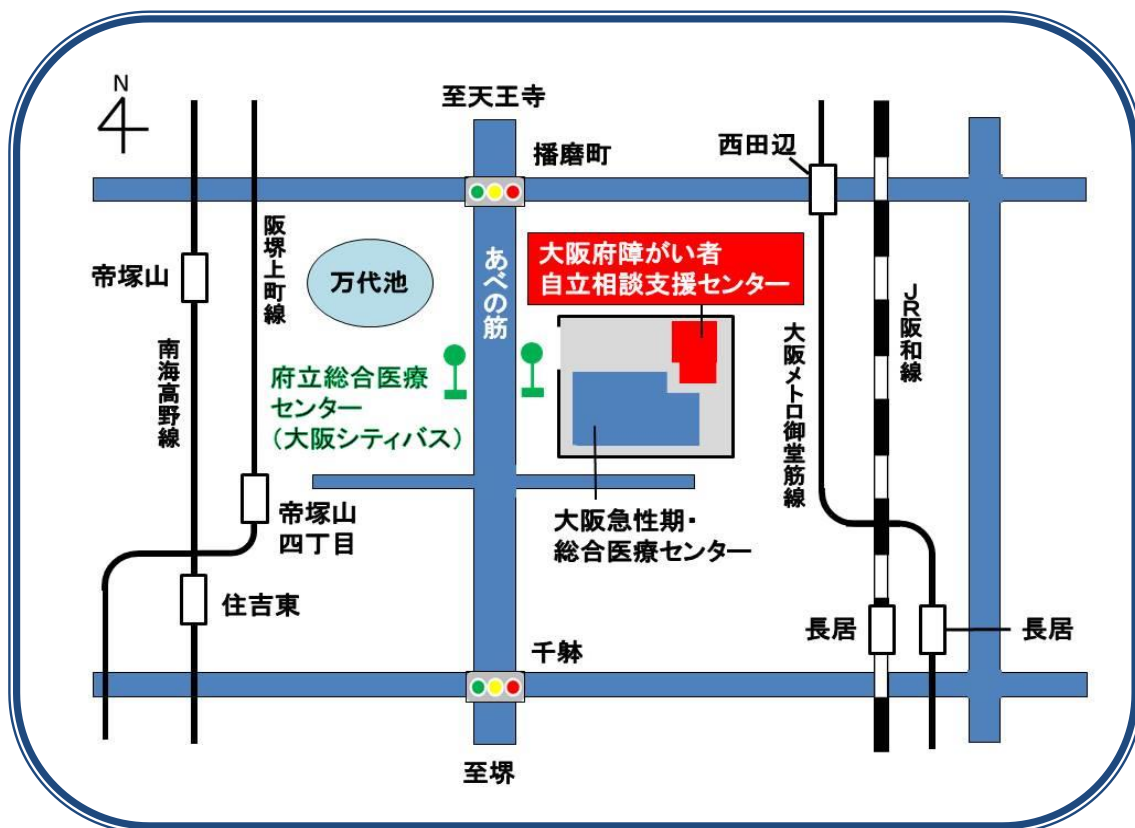 N
至天王寺
播磨町
西田辺
阪堺上町線
帝塚山
万代池
あべの筋
大阪府障がい者
自立相談支援センター
JR阪和線
南海高野線
府立総合医療
センター
(大阪シティバス)
大阪メトロ御堂筋線
帝塚山
四丁目
大阪急性期・
総合医療センター
住吉東
長居
長居
千躰
至堺